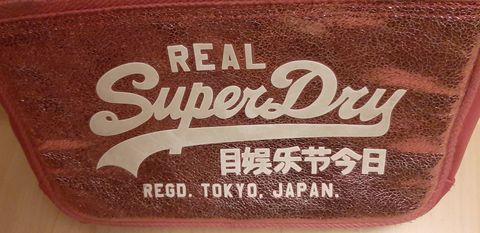 REAL
SuperDry
目娱乐节今日
REGD. TOKYO, JAPAN.